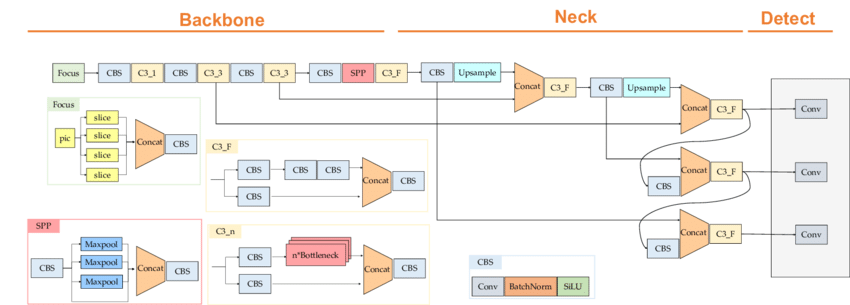 Backbone
Neck
Detect
Focus
CBS
C3_1
CBS
C3_3
CBS
C3_3
CBS
SPP
C3_F
CBS
Upsample
Concat
C3_F
CBS
Upsample
Concat
C3_F
Conv
Focus
pic
slice
slice
slice
slice
Concat
CBS
C3_F
CBS
CBS
CBS
CBS
Concat
CBS
CBS
Concat
C3_F
Conv
SPP
CBS
Maxpool
Maxpool
Maxpool
Concat
CBS
C3_n
CBS
n*Bottleneck
CBS
Concat
CBS
CBS
Concat
C3_F
Conv
CBS
Conv
BatchNorm
SiLU